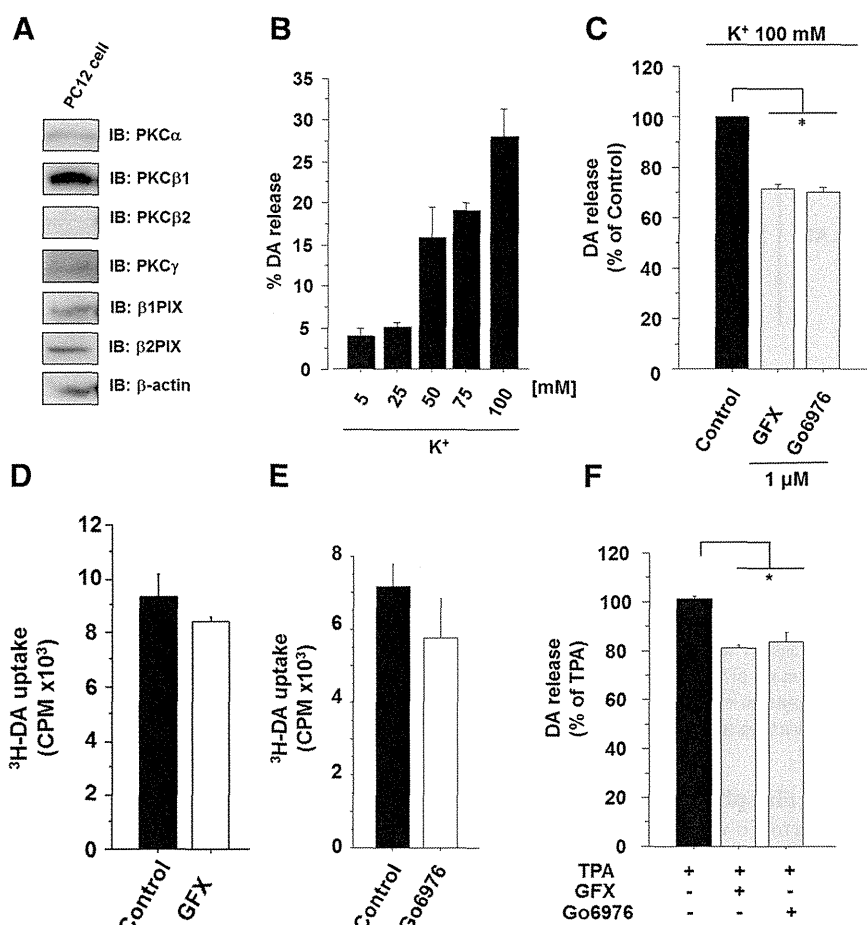 A
PC12 cell
IB: PKCα
IB: PKCβ1
IB: PKCβ2
IB: PKCγ
IB: β1PIX
IB: β2PIX
IB: β-actin
B
% DA release
35
30
25
20
15
10
5
0
5
25
50
75
100
[mM]
K⁺
C
K⁺ 100 mM
DA release
(% of Control)
120
100
80
60
40
20
0
*
Control
GFX
Go6976
1 µM
D
³H-DA uptake
(CPM x10³)
12
10
8
6
4
2
0
Control
GFX
E
³H-DA uptake
(CPM x10³)
8
6
4
2
0
Control
Go6976
F
DA release
(% of TPA)
120
100
80
60
40
20
0
*
TPA + + +
GFX - + -
Go6976 - - +